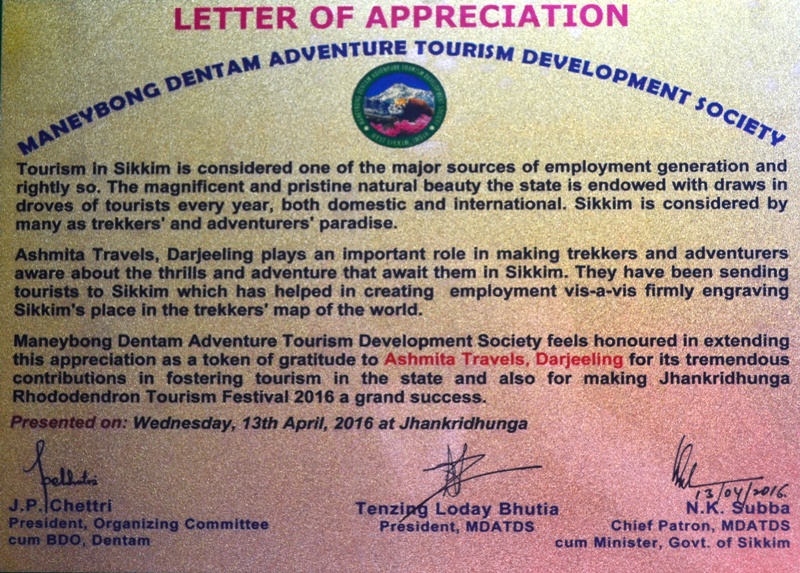 LETTER OF APPRECIATION
MANEYBONG DENTAM ADVENTURE TOURISM DEVELOPMENT SOCIETY
Tourism in Sikkim is considered one of the major sources of employment generation and
rightly so. The magnificent and pristine natural beauty the state is endowed with draws in
droves of tourists every year, both domestic and international. Sikkim is considered by
many as trekkers' and adventurers' paradise.
Ashmita Travels, Darjeeling plays an important role in making trekkers and adventurers
aware about the thrills and adventure that await them in Sikkim. They have been sending
tourists to Sikkim which has helped in creating employment vis-a-vis firmly engraving
Sikkim's place in the trekkers' map of the world.
Maneybong Dentam Adventure Tourism Development Society feels honoured in extending
this appreciation as a token of gratitude to Ashmita Travels, Darjeeling for its tremendous
contributions in fostering tourism in the state and also for making Jhankridhunga
Rhododendron Tourism Festival 2016 a grand success.
Presented on: Wednesday, 13th April, 2016 at Jhankridhunga
13/04/2016.
J.P. Chettri
President, Organizing Committee
cum BDO, Dentam
Tenzing Loday Bhutia
President, MDATDS
N.K. Subba
Chief Patron, MDATDS
cum Minister, Govt. of Sikkim